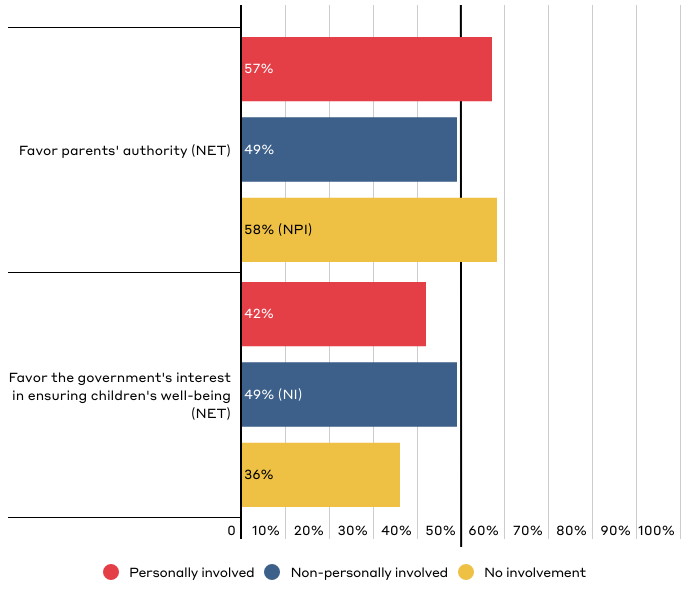 57%
Favor parents' authority (NET)
49%
58% (NPI)
42%
Favor the government's interest
in ensuring children's well-being
(NET)
49% (NI)
36%
0 10% 20% 30% 40% 50% 60% 70% 80% 90% 100%
Personally involved Non-personally involved No involvement